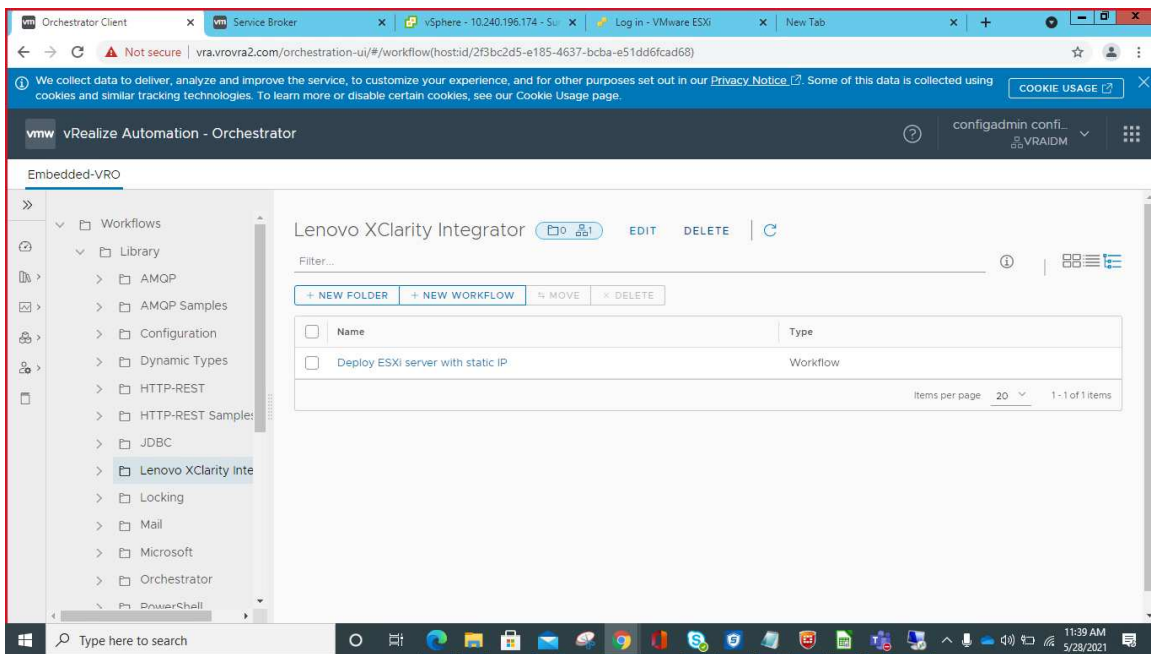 Orchestrator Client
Service Broker
vSphere - 10.240.196.174 - Su
Log in - VMware ESXi
New Tab
Not secure | vra.vrovra2.com/orchestration-ui/#/workflow(host:id/2f3bc2d5-e185-4637-bcba-e51dd6fcad68)
We collect data to deliver, analyze and improve the service, to customize your experience, and for other purposes set out in our Privacy Notice. Some of this data is collected using
cookies and similar tracking technologies. To learn more or disable certain cookies, see our Cookie Usage page.
COOKIE USAGE
vmw vRealize Automation - Orchestrator
configadmin confi...
VRAIDM
Embedded-VRO
Workflows
Library
AMQP
AMQP Samples
Configuration
Dynamic Types
HTTP-REST
HTTP-REST Samples
JDBC
Lenovo XClarity Inte
Locking
Mail
Microsoft
Orchestrator
PowerShell
Lenovo XClarity Integrator 0 1 EDIT DELETE
Filter...
+ NEW FOLDER + NEW WORKFLOW MOVE × DELETE
Name Type
Deploy ESXi server with static IP Workflow
Items per page 20 1 - 1 of 1 items
Type here to search
11:39 AM
5/28/2021